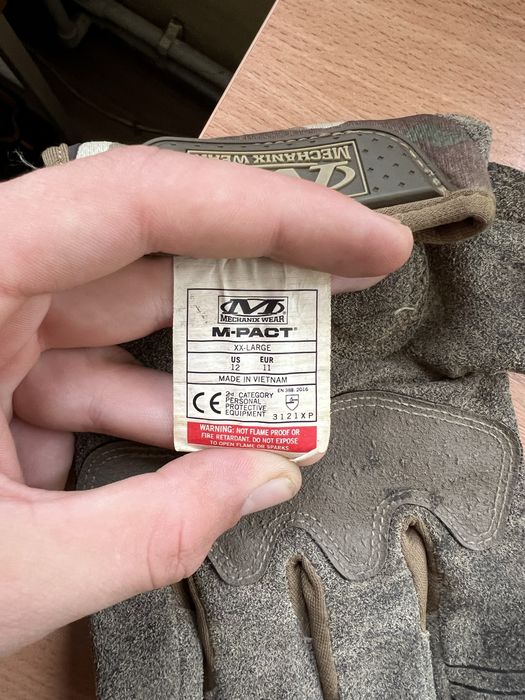 MECHANIX WEAR
MECHANIX WEAR
M-PACT®
XX-LARGE
US EUR
12 11
MADE IN VIETNAM
EN 388: 2016
CE 2nd CATEGORY
PERSONAL
PROTECTIVE
EQUIPMENT
3121XP
WARNING: NOT FLAME PROOF OR
FIRE RETARDANT. DO NOT EXPOSE
TO OPEN FLAME OR SPARKS